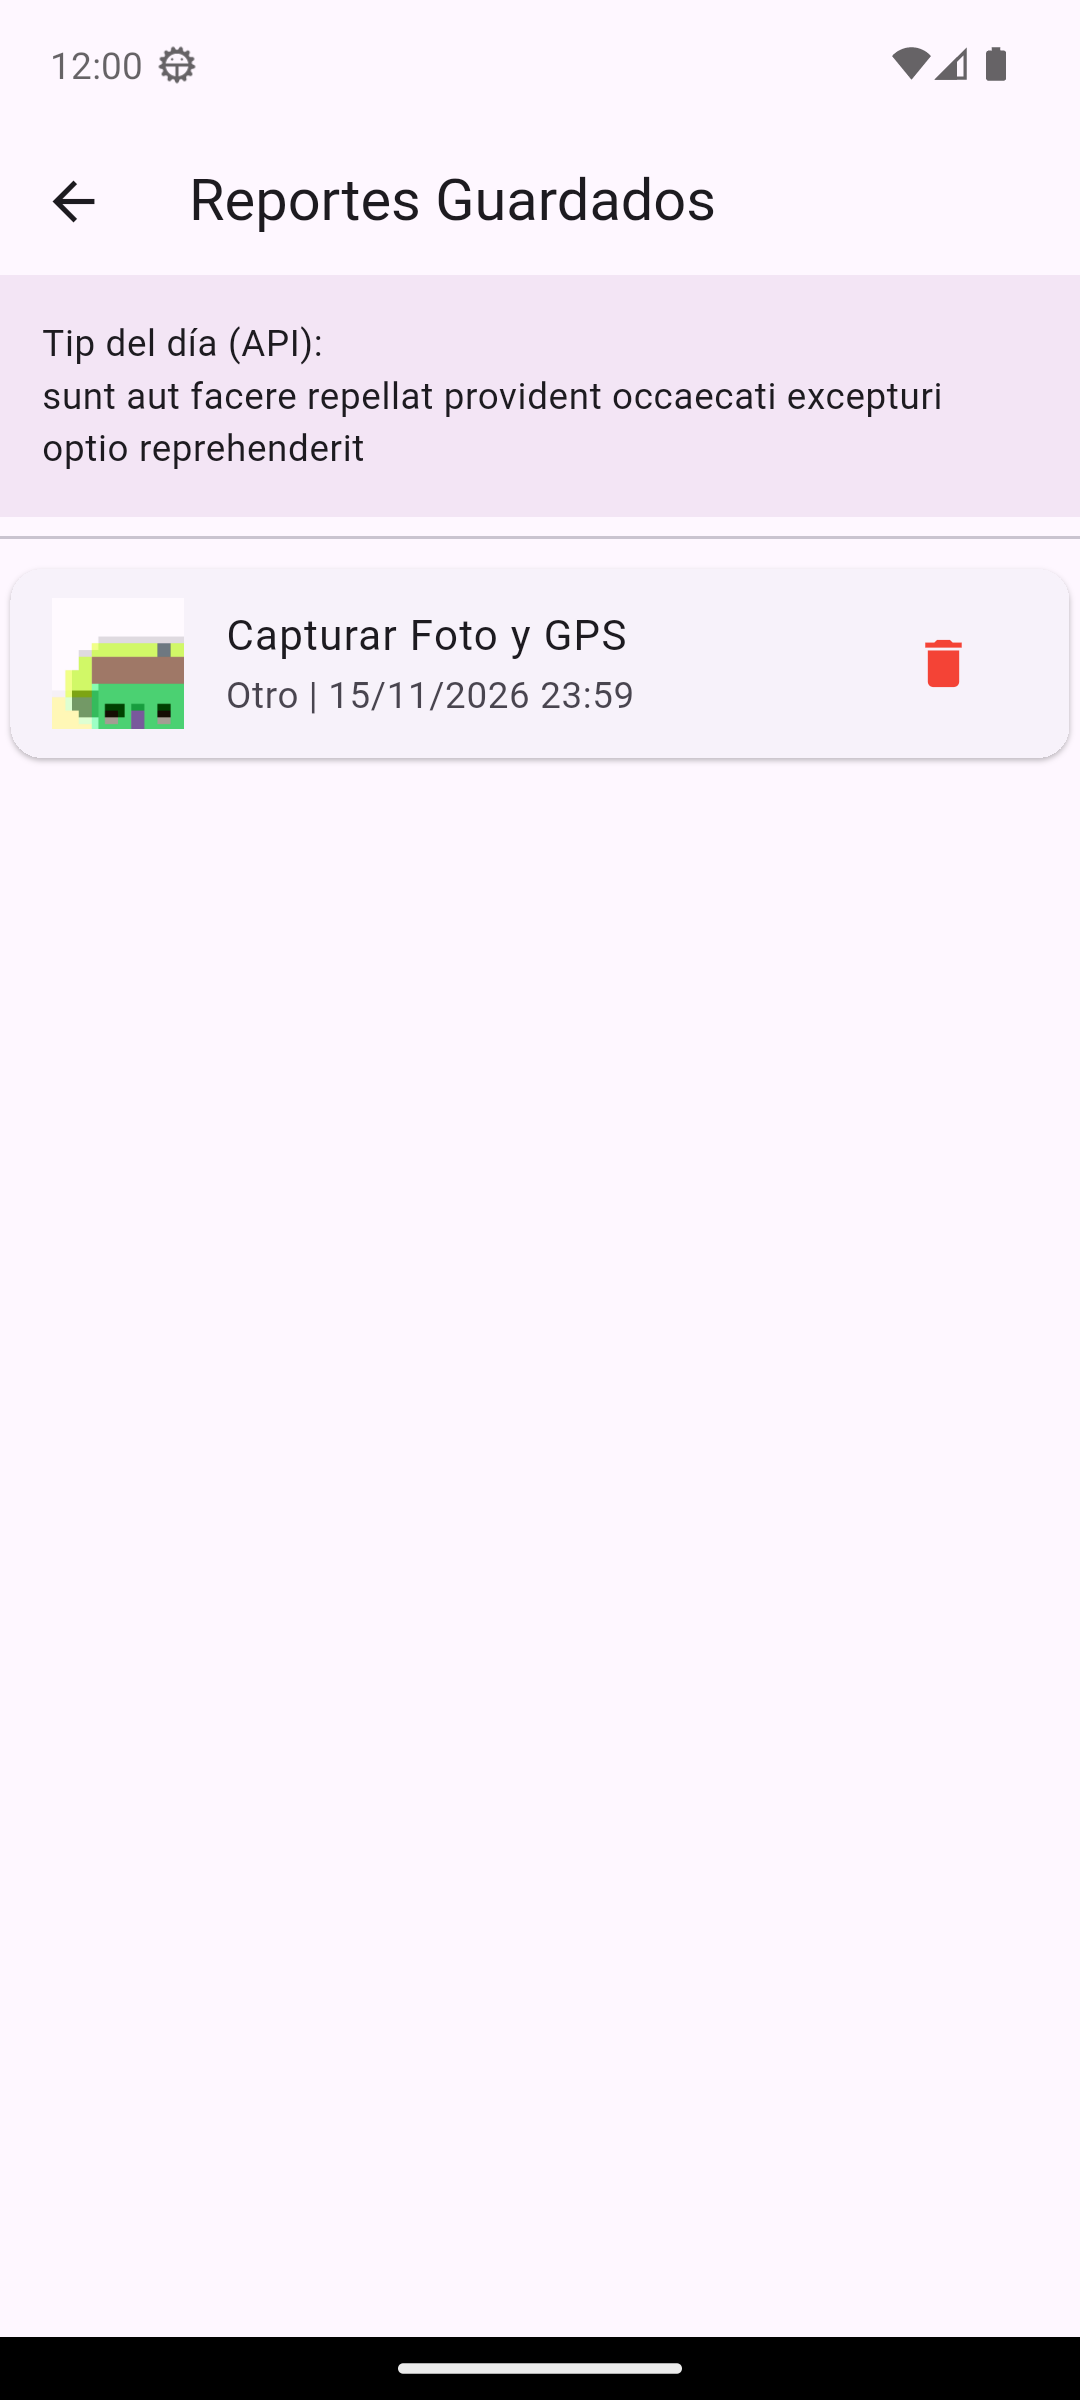 12:00
Reportes Guardados
Tip del día (API):
sunt aut facere repellat provident occaecati excepturi
optio reprehenderit
Capturar Foto y GPS
Otro | 15/11/2026 23:59